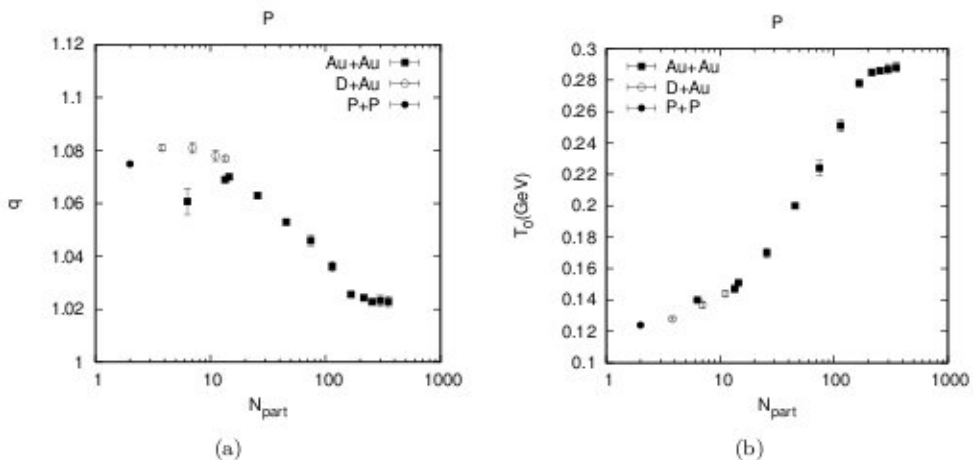 P
1.12
1.1
1.08
1.06
1.04
1.02
1
q
Au+Au
D+Au
P+P
1
10
100
1000
N_part
(a)
P
0.3
0.28
0.26
0.24
0.22
0.2
0.18
0.16
0.14
0.12
0.1
T_0(GeV)
Au+Au
D+Au
P+P
1
10
100
1000
N_part
(b)